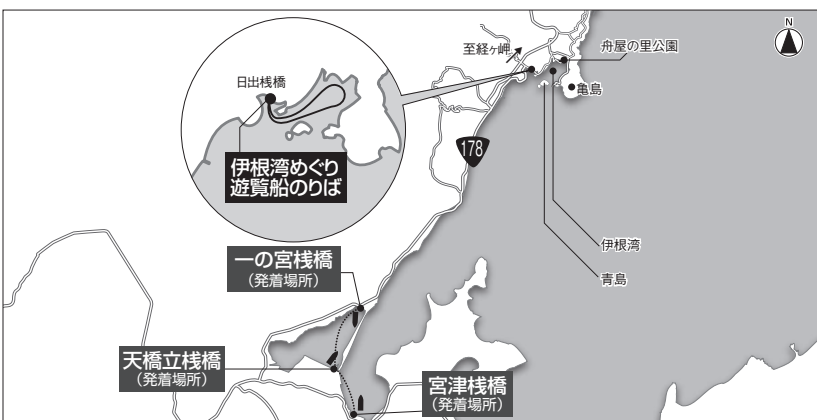 N
至経ヶ岬
舟屋の里公園
日出桟橋
亀島
178
伊根湾めぐり
遊覧船のりば
伊根湾
一の宮桟橋
(発着場所)
青島
天橋立桟橋
(発着場所)
宮津桟橋
(発着場所)